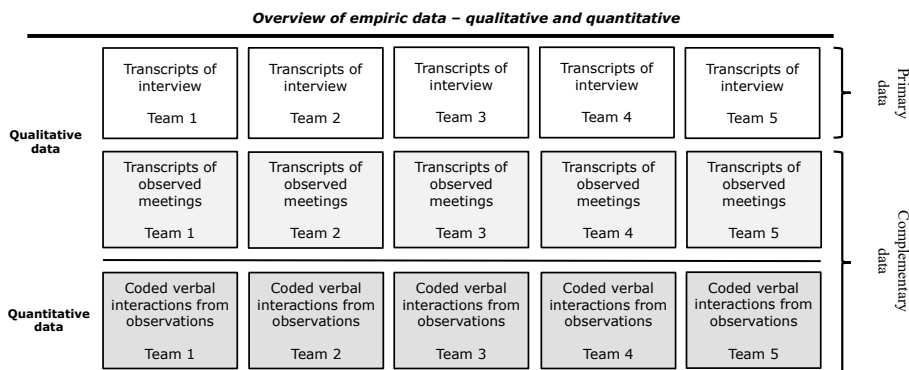 Overview of empiric data – qualitative and quantitative
Transcripts of
interview
Team 1
Transcripts of
interview
Team 2
Transcripts of
interview
Team 3
Transcripts of
interview
Team 4
Transcripts of
interview
Team 5
Primary
data
Qualitative
data
Transcripts of
observed
meetings
Team 1
Transcripts of
observed
meetings
Team 2
Transcripts of
observed
meetings
Team 3
Transcripts of
observed
meetings
Team 4
Transcripts of
observed
meetings
Team 5
Complementary
data
Quantitative
data
Coded verbal
interactions from
observations
Team 1
Coded verbal
interactions from
observations
Team 2
Coded verbal
interactions from
observations
Team 3
Coded verbal
interactions from
observations
Team 4
Coded verbal
interactions from
observations
Team 5